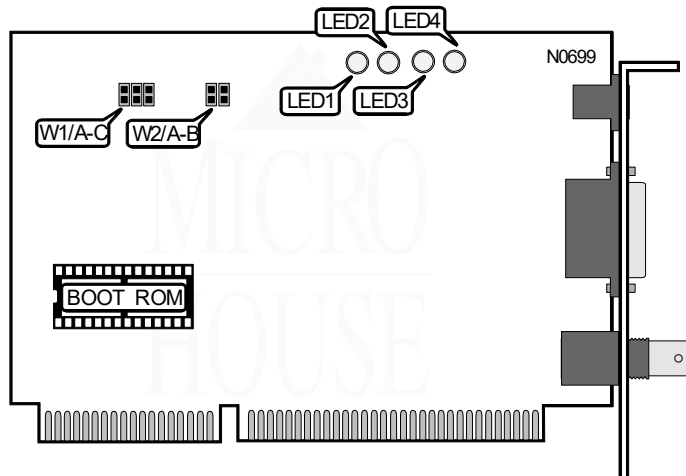 LED2
LED4
N0699
LED1
LED3
W1/A-C
W2/A-B
MICRO
HOUSE
BOOT ROM